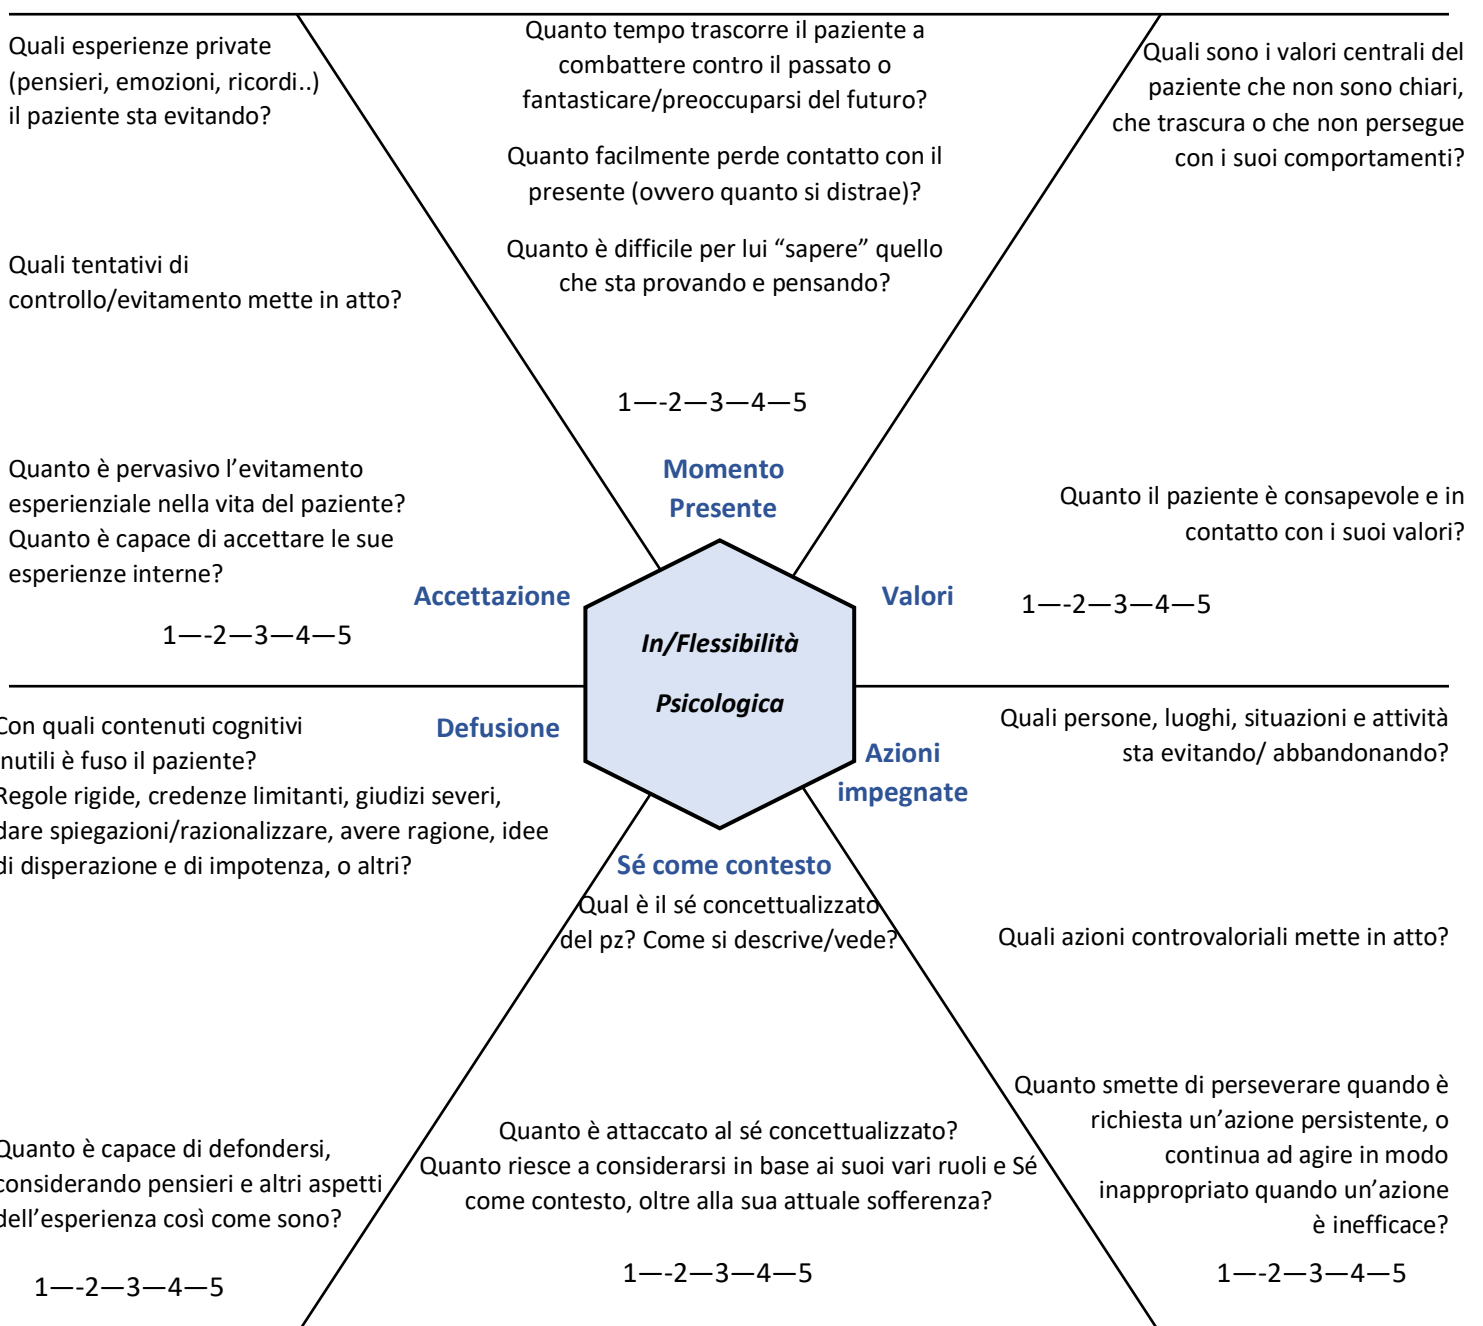 Quali esperienze private
(pensieri, emozioni, ricordi..)
il paziente sta evitando?
Quali tentativi di
controllo/evitamento mette in atto?
Quanto è pervasivo l'evitamento
esperienziale nella vita del paziente?
Quanto è capace di accettare le sue
esperienze interne?
Accettazione
1—-2—3—4—5
Quanto tempo trascorre il paziente a
combattere contro il passato o
fantasticare/preoccuparsi del futuro?
Quanto facilmente perde contatto con il
presente (ovvero quanto si distrae)?
Quanto è difficile per lui “sapere” quello
che sta provando e pensando?
1—-2—3—4—5
Momento
Presente
Quali sono i valori centrali del
paziente che non sono chiari,
che trascura o che non persegue
con i suoi comportamenti?
Quanto il paziente è consapevole e in
contatto con i suoi valori?
Valori
1—-2—3—4—5
In/Flessibilità
Psicologica
Defusione
Con quali contenuti cognitivi
nutili è fuso il paziente?
Regole rigide, credenze limitanti, giudizi severi,
dare spiegazioni/razionalizzare, avere ragione, idee
di disperazione e di impotenza, o altri?
Quanto è capace di defondersi,
considerando pensieri e altri aspetti
dell'esperienza così come sono?
1—-2—3—4—5
Sé come contesto
Qual è il sé concettualizzato
del pz? Come si descrive/vede?
Quanto è attaccato al sé concettualizzato?
Quanto riesce a considerarsi in base ai suoi vari ruoli e Sé
come contesto, oltre alla sua attuale sofferenza?
1—-2—3—4—5
Azioni
impegnate
Quali persone, luoghi, situazioni e attività
sta evitando/ abbandonando?
Quali azioni controvaloriali mette in atto?
Quanto smette di perseverare quando è
richiesta un'azione persistente, o
continua ad agire in modo
inappropriato quando un'azione
è inefficace?
1—-2—3—4—5